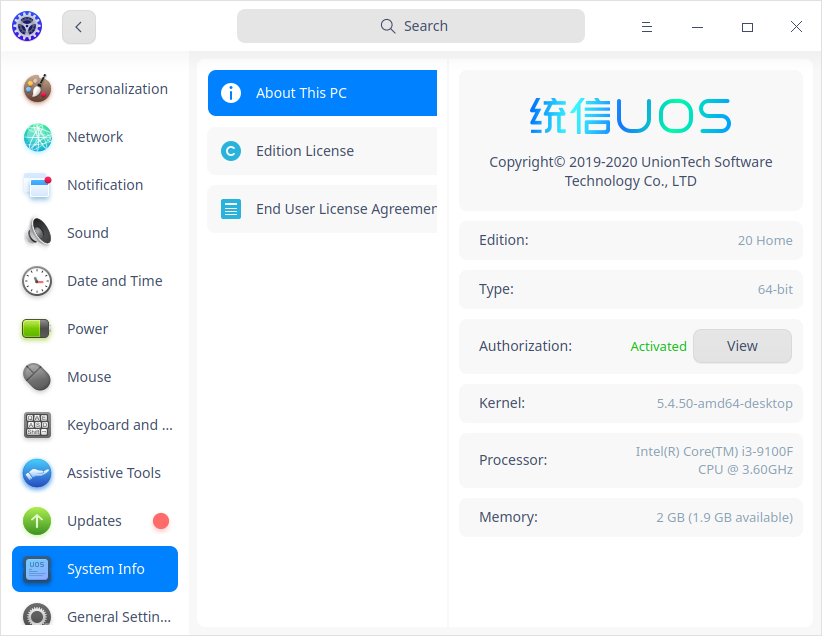 Search
Personalization
Network
Notification
Sound
Date and Time
Power
Mouse
Keyboard and ...
Assistive Tools
Updates
UOS
System Info
General Settin...
About This PC
Edition License
End User License Agreemen
统信UOS
Copyright© 2019-2020 UnionTech Software
Technology Co., LTD
Edition: 20 Home
Type: 64-bit
Authorization: Activated View
Kernel: 5.4.50-amd64-desktop
Processor: Intel(R) Core(TM) i3-9100F
CPU @ 3.60GHz
Memory: 2 GB (1.9 GB available)